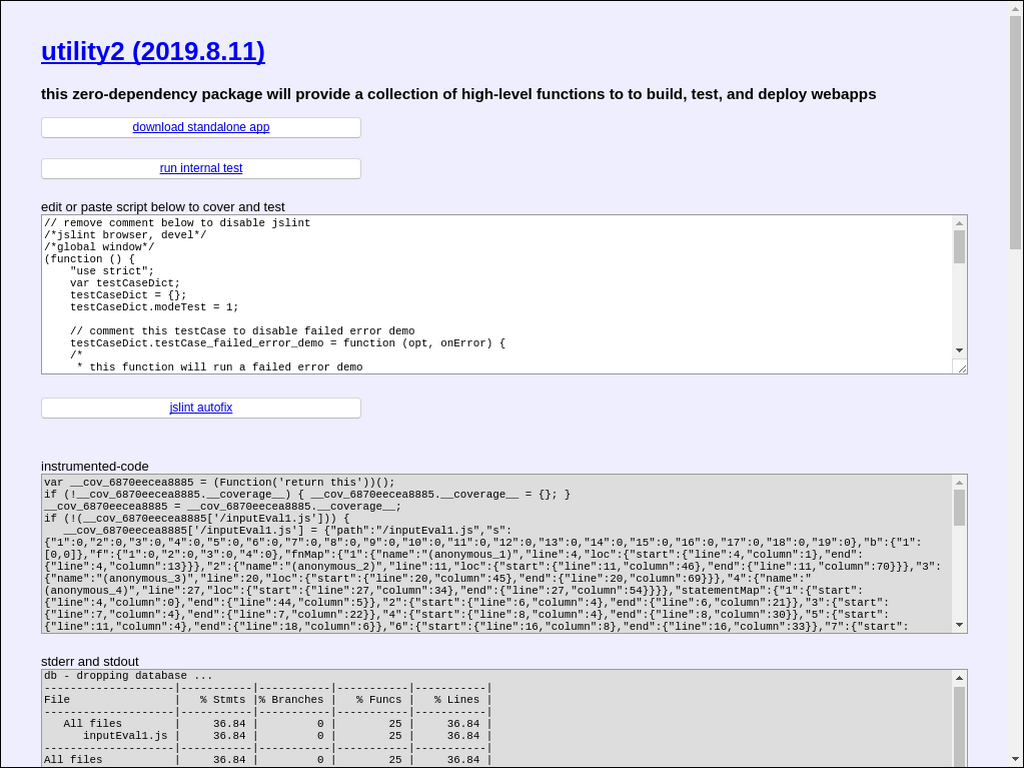 utility2 (2019.8.11)
this zero-dependency package will provide a collection of high-level functions to to build, test, and deploy webapps
download standalone app
run internal test
edit or paste script below to cover and test
// remove comment below to disable jslint
/*jslint browser, devel*/
/*global window*/
(function () {
    "use strict";
    var testCaseDict;
    testCaseDict = {};
    testCaseDict.modeTest = 1;

    // comment this testCase to disable failed error demo
    testCaseDict.testCase_failed_error_demo = function (opt, onError) {
    /*
     * this function will run a failed error demo
jslint autofix
instrumented-code
var __cov_6870eecea8885 = (Function('return this'))();
if (!__cov_6870eecea8885.__coverage__) { __cov_6870eecea8885.__coverage__ = {}; }
__cov_6870eecea8885 = __cov_6870eecea8885.__coverage__;
if (!(__cov_6870eecea8885['/inputEval1.js'])) {
   __cov_6870eecea8885['/inputEval1.js'] = {"path":"/inputEval1.js","s":
{"1":0,"2":0,"3":0,"4":0,"5":0,"6":0,"7":0,"8":0,"9":0,"10":0,"11":0,"12":0,"13":0,"14":0,"15":0,"16":0,"17":0,"18":0,"19":0},"b":{"1":
[0,0]},"f":{"1":0,"2":0,"3":0,"4":0},"fnMap":{"1":{"name":"(anonymous_1)","line":4,"loc":{"start":{"line":4,"column":1},"end":
{"line":4,"column":13}}},"2":{"name":"(anonymous_2)","line":11,"loc":{"start":{"line":11,"column":46},"end":{"line":11,"column":70}}},"3":
{"name":"(anonymous_3)","line":20,"loc":{"start":{"line":20,"column":45},"end":{"line":20,"column":69}}},"4":{"name":"
(anonymous_4)","line":27,"loc":{"start":{"line":27,"column":34},"end":{"line":27,"column":54}}}},"statementMap":{"1":{"start":
{"line":4,"column":0},"end":{"line":44,"column":5}},"2":{"start":{"line":6,"column":4},"end":{"line":6,"column":21}},"3":{"start":
{"line":7,"column":4},"end":{"line":7,"column":22}},"4":{"start":{"line":8,"column":4},"end":{"line":8,"column":30}},"5":{"start":
{"line":11,"column":4},"end":{"line":18,"column":6}},"6":{"start":{"line":16,"column":8},"end":{"line":16,"column":33}},"7":{"start":
stderr and stdout
db - dropping database ...
--------------------|-----------|-----------|-----------|-----------|
File                |   % Stmts |% Branches |   % Funcs |   % Lines |
--------------------|-----------|-----------|-----------|-----------|
   All files        |     36.84 |         0 |        25 |     36.84 |
      inputEval1.js |     36.84 |         0 |        25 |     36.84 |
--------------------|-----------|-----------|-----------|-----------|
All files           |     36.84 |         0 |        25 |     36.84 |